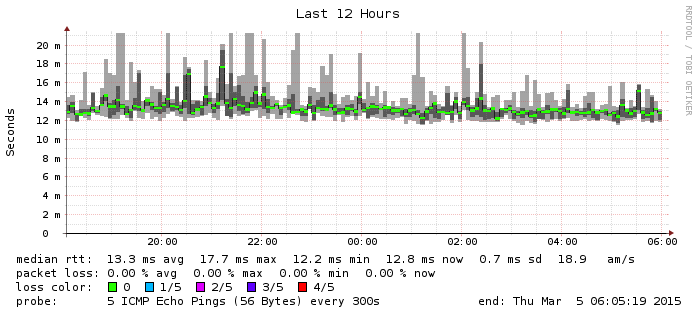 Last 12 Hours
RRDTOOL / TOBI OETIKER
Seconds
20 m
18 m
16 m
14 m
12 m
10 m
8 m
6 m
4 m
2 m
0
20:00 22:00 00:00 02:00 04:00 06:00
median rtt: 13.3 ms avg 17.7 ms max 12.2 ms min 12.8 ms now 0.7 ms sd 18.9 am/s
packet loss: 0.00 % avg 0.00 % max 0.00 % min 0.00 % now
loss color: 0 1/5 2/5 3/5 4/5
probe: 5 ICMP Echo Pings (56 Bytes) every 300s end: Thu Mar 5 06:05:19 2015